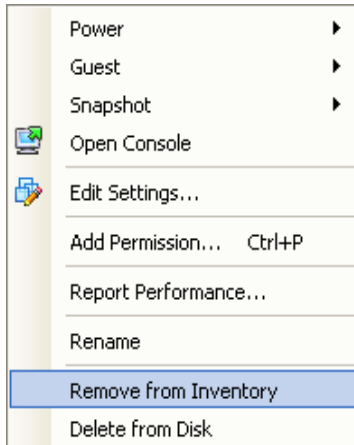 Power
Guest
Snapshot
Open Console
Edit Settings...
Add Permission... Ctrl+P
Report Performance...
Rename
Remove from Inventory
Delete from Disk